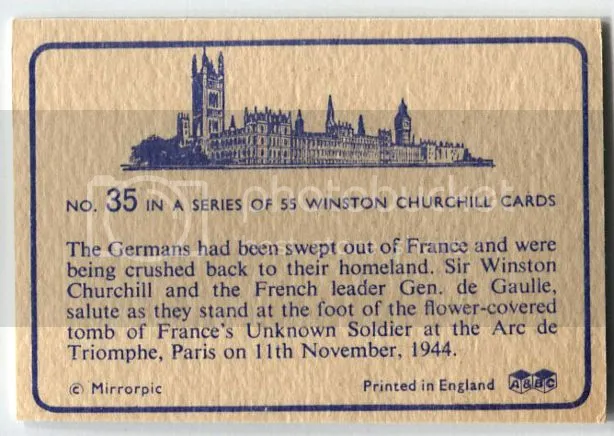 NO. 35 IN A SERIES OF 55 WINSTON CHURCHILL CARDS
The Germans had been swept out of France and were
being crushed back to their homeland. Sir Winston
Churchill and the French leader Gen. de Gaulle,
salute as they stand at the foot of the flower-covered
tomb of France's Unknown Soldier at the Arc de
Triomphe, Paris on 11th November, 1944.
© Mirrorpic
Printed in England A&BC
photobucket